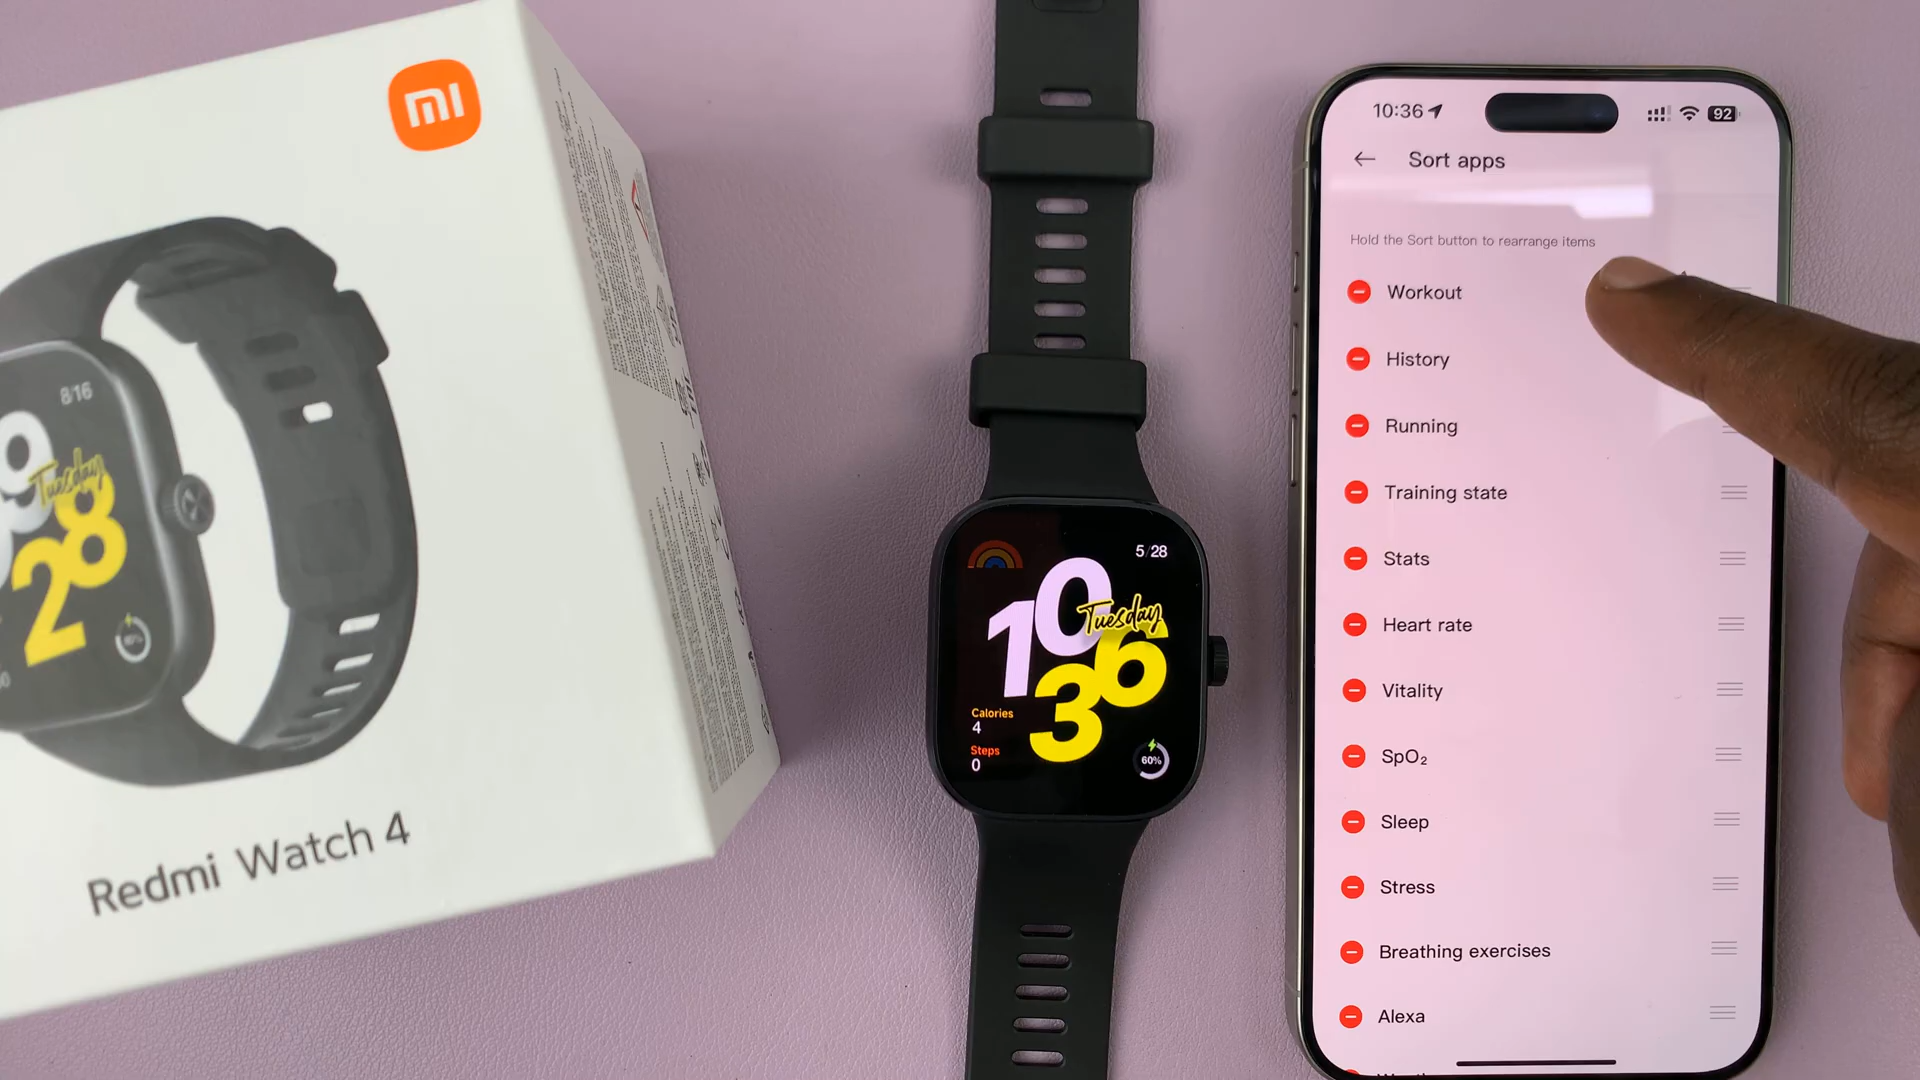 mi
8/16
9
Tuesday
28
Redmi Watch 4
5/28
10
Tuesday
36
Calories
4
Steps
0
60%
10:36
92
Sort apps
Hold the Sort button to rearrange items
Workout
History
Running
Training state
Stats
Heart rate
Vitality
SpO₂
Sleep
Stress
Breathing exercises
Alexa